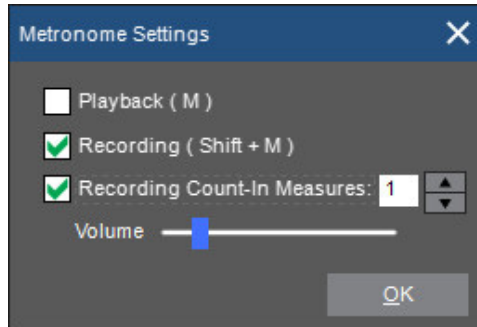 Metronome Settings
Playback ( M )
Recording ( Shift + M )
Recording Count-In Measures: 1
Volume
OK